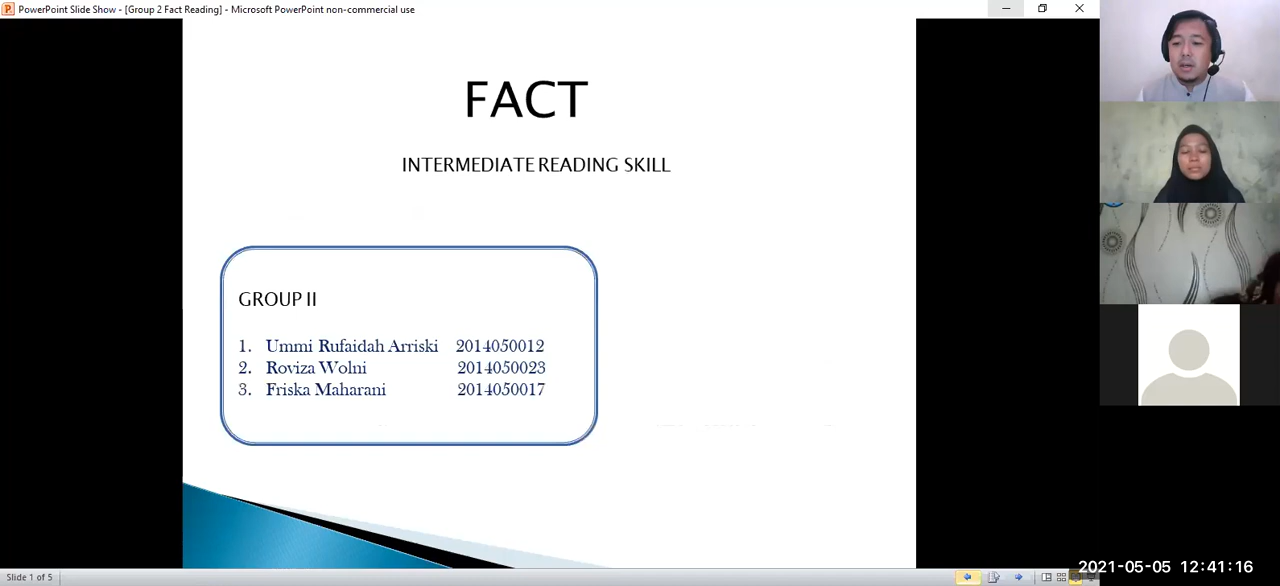 PowerPoint Slide Show - [Group 2 Fact Reading] - Microsoft PowerPoint non-commercial use
FACT
INTERMEDIATE READING SKILL
GROUP II
1. Ummi Rufaidah Arriski 2014050012
2. Roviza Wolni 2014050023
3. Friska Maharani 2014050017
2021-05-05 12:41:16
Slide 1 of 5